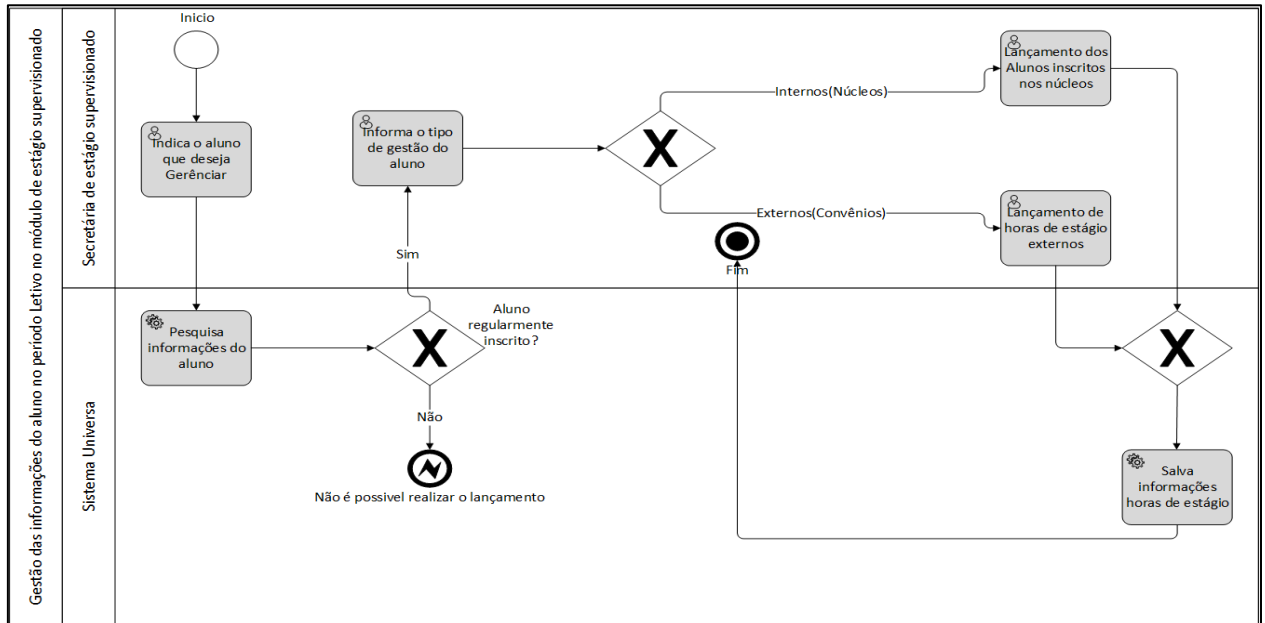 Gestão das informações do aluno no período Letivo no módulo de estágio supervisionado
Secretária de estágio supervisionado
Inicio
Indica o aluno
que deseja
Gerênciar
Informa o tipo
de gestão do
aluno
Internos(Núcleos)
Lançamento dos
Alunos inscritos
nos núcleos
Externos(Convênios)
Lançamento de
horas de estágio
externos
Fim
Sim
Sistema Universa
Pesquisa
informações do
aluno
Aluno
regularmente
inscrito?
Não
Não é possivel realizar o lançamento
Salva
informações
horas de estágio